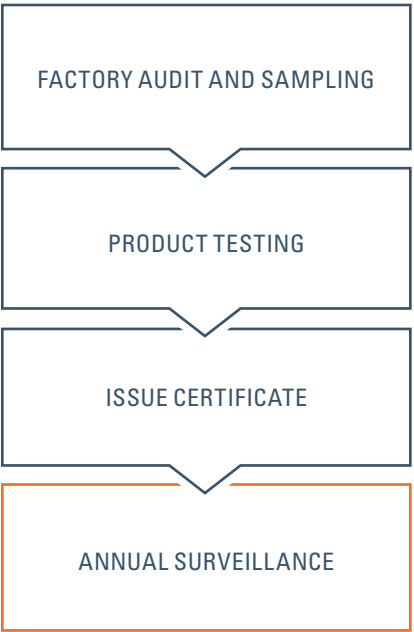 FACTORY AUDIT AND SAMPLING
PRODUCT TESTING
ISSUE CERTIFICATE
ANNUAL SURVEILLANCE